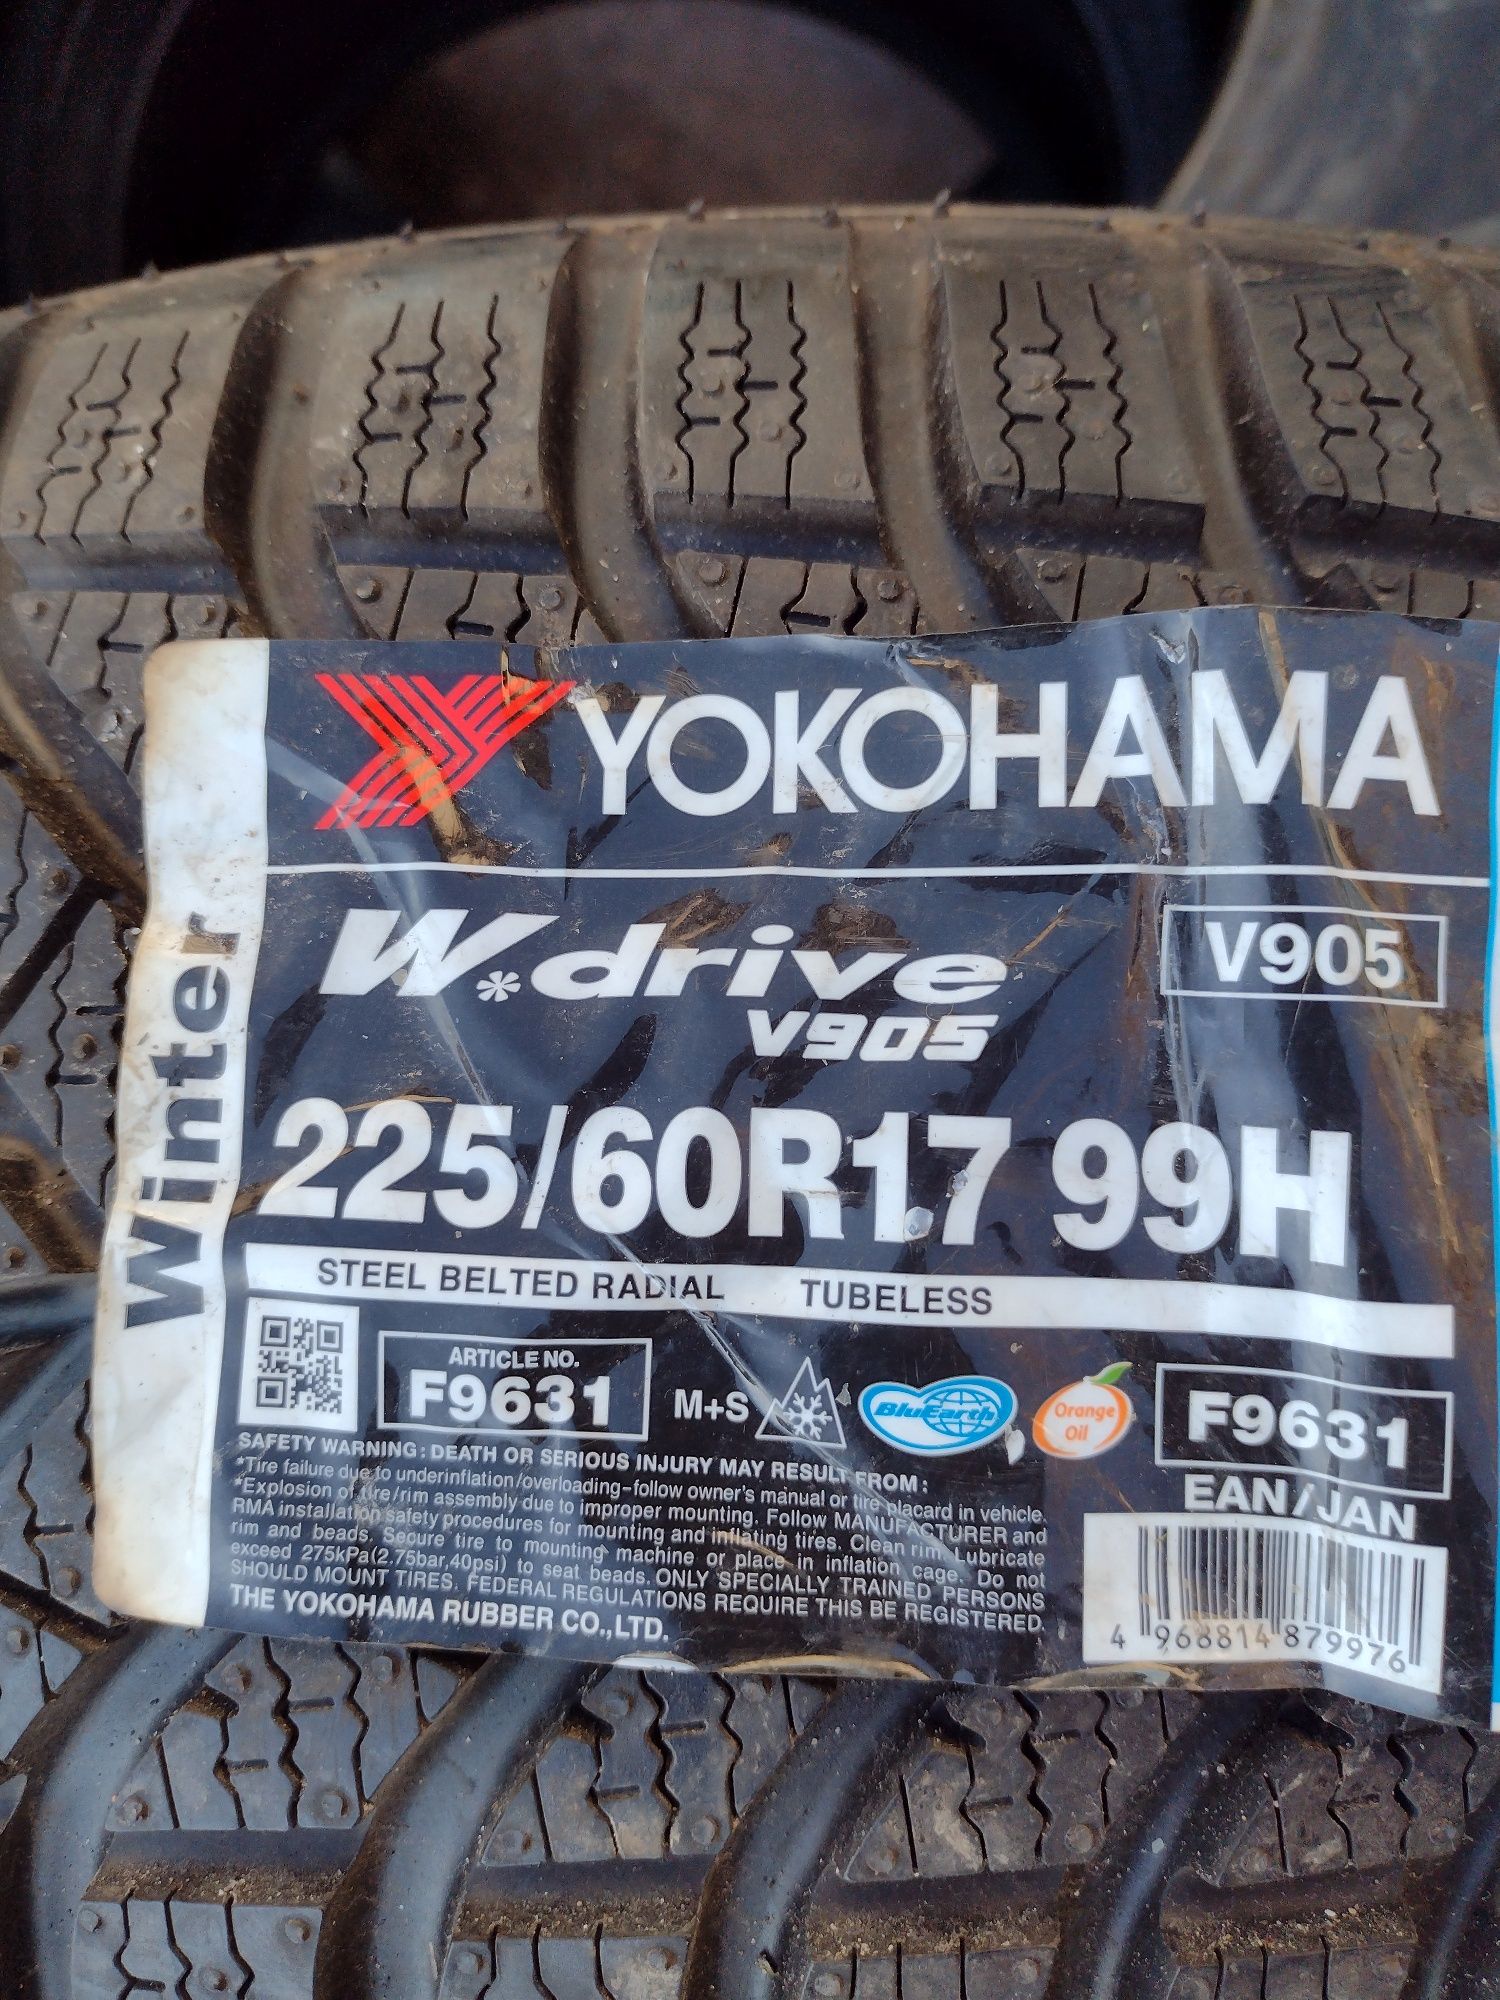 YOKOHAMA
W*drive
V905
V905
225/60R17 99H
Winter
STEEL BELTED RADIAL TUBELESS
ARTICLE NO.
F9631
M+S
BluEarth
Orange
Oil
F9631
EAN/JAN
SAFETY WARNING: DEATH OR SERIOUS INJURY MAY RESULT FROM:
*Tire failure due to underinflation/overloading-follow owner's manual or tire placard in vehicle.
*Explosion of tire/rim assembly due to improper mounting. Follow MANUFACTURER and
RMA installation safety procedures for mounting and inflating tires. Clean rim. Lubricate
rim and beads. Secure tire to mounting machine or place in inflation cage. Do not
exceed 275kPa(2.75bar,40psi) to seat beads. ONLY SPECIALLY TRAINED PERSONS
SHOULD MOUNT TIRES. FEDERAL REGULATIONS REQUIRE THIS BE REGISTERED.
THE YOKOHAMA RUBBER CO.,LTD.
4 968814 879976